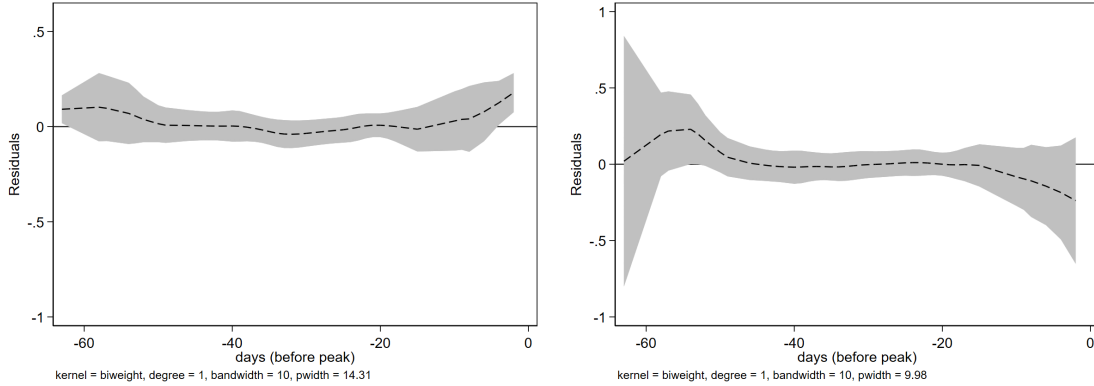 .5
0
-.5
-1
Residuals
-60
-40
-20
0
days (before peak)
kernel = biweight, degree = 1, bandwidth = 10, pwidth = 14.31
1
.5
0
-.5
-1
Residuals
-60
-40
-20
0
days (before peak)
kernel = biweight, degree = 1, bandwidth = 10, pwidth = 9.98